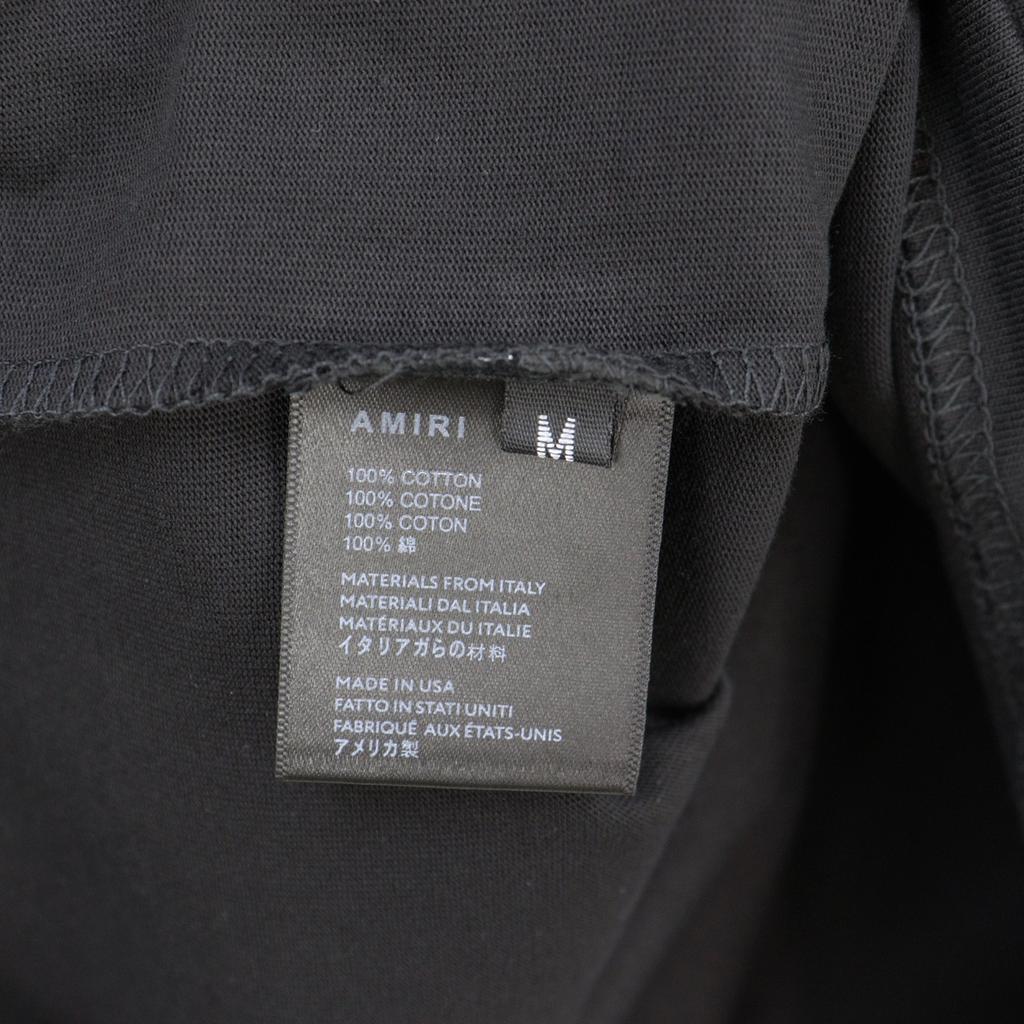 AMIRI
M
100% COTTON
100% COTONE
100% COTON
100% 綿
MATERIALS FROM ITALY
MATERIALI DAL ITALIA
MATÉRIAUX DU ITALIE
イタリアガらの材料
MADE IN USA
FATTO IN STATI UNITI
FABRIQUÉ AUX ÉTATS-UNIS
アメリカ製